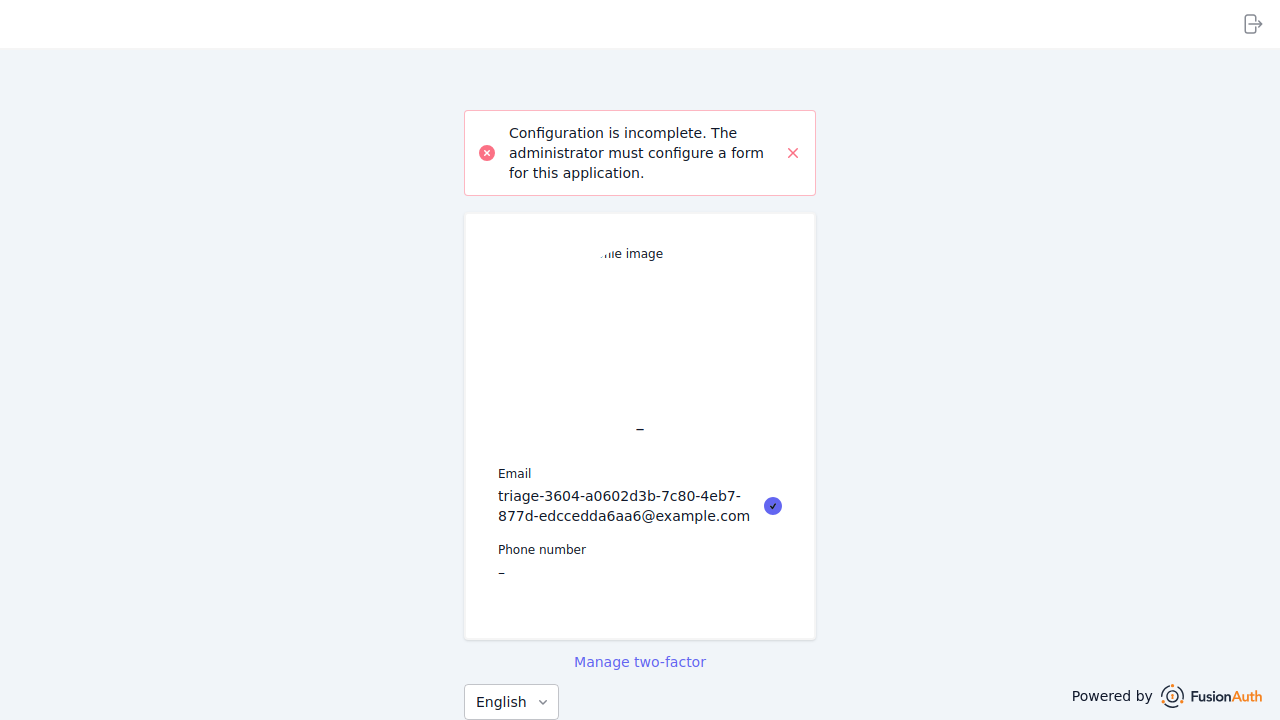 Configuration is incomplete. The
administrator must configure a form
for this application.
image
–
Email
triage-3604-a0602d3b-7c80-4eb7-
877d-edccedda6aa6@example.com
Phone number
–
Manage two-factor
English
Powered by FusionAuth